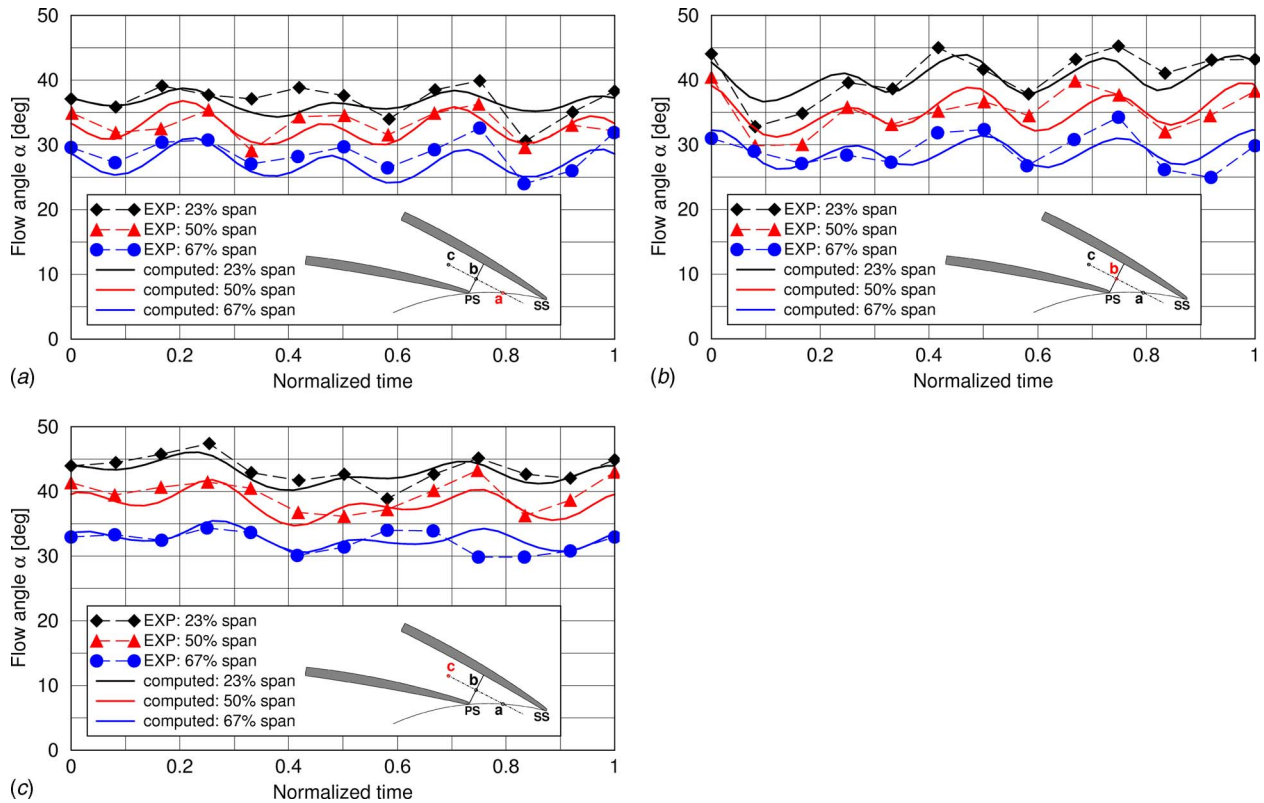 50
40
30
20
10
0
Flow angle α [deg]
EXP: 23% span
EXP: 50% span
EXP: 67% span
computed: 23% span
computed: 50% span
computed: 67% span
c
b
a
PS
SS
0 0.2 0.4 0.6 0.8 1
Normalized time
(a)
50
40
30
20
10
0
Flow angle α [deg]
EXP: 23% span
EXP: 50% span
EXP: 67% span
computed: 23% span
computed: 50% span
computed: 67% span
c
b
a
PS
SS
0 0.2 0.4 0.6 0.8 1
Normalized time
(b)
50
40
30
20
10
0
Flow angle α [deg]
EXP: 23% span
EXP: 50% span
EXP: 67% span
computed: 23% span
computed: 50% span
computed: 67% span
c
b
a
PS
SS
0 0.2 0.4 0.6 0.8 1
Normalized time
(c)